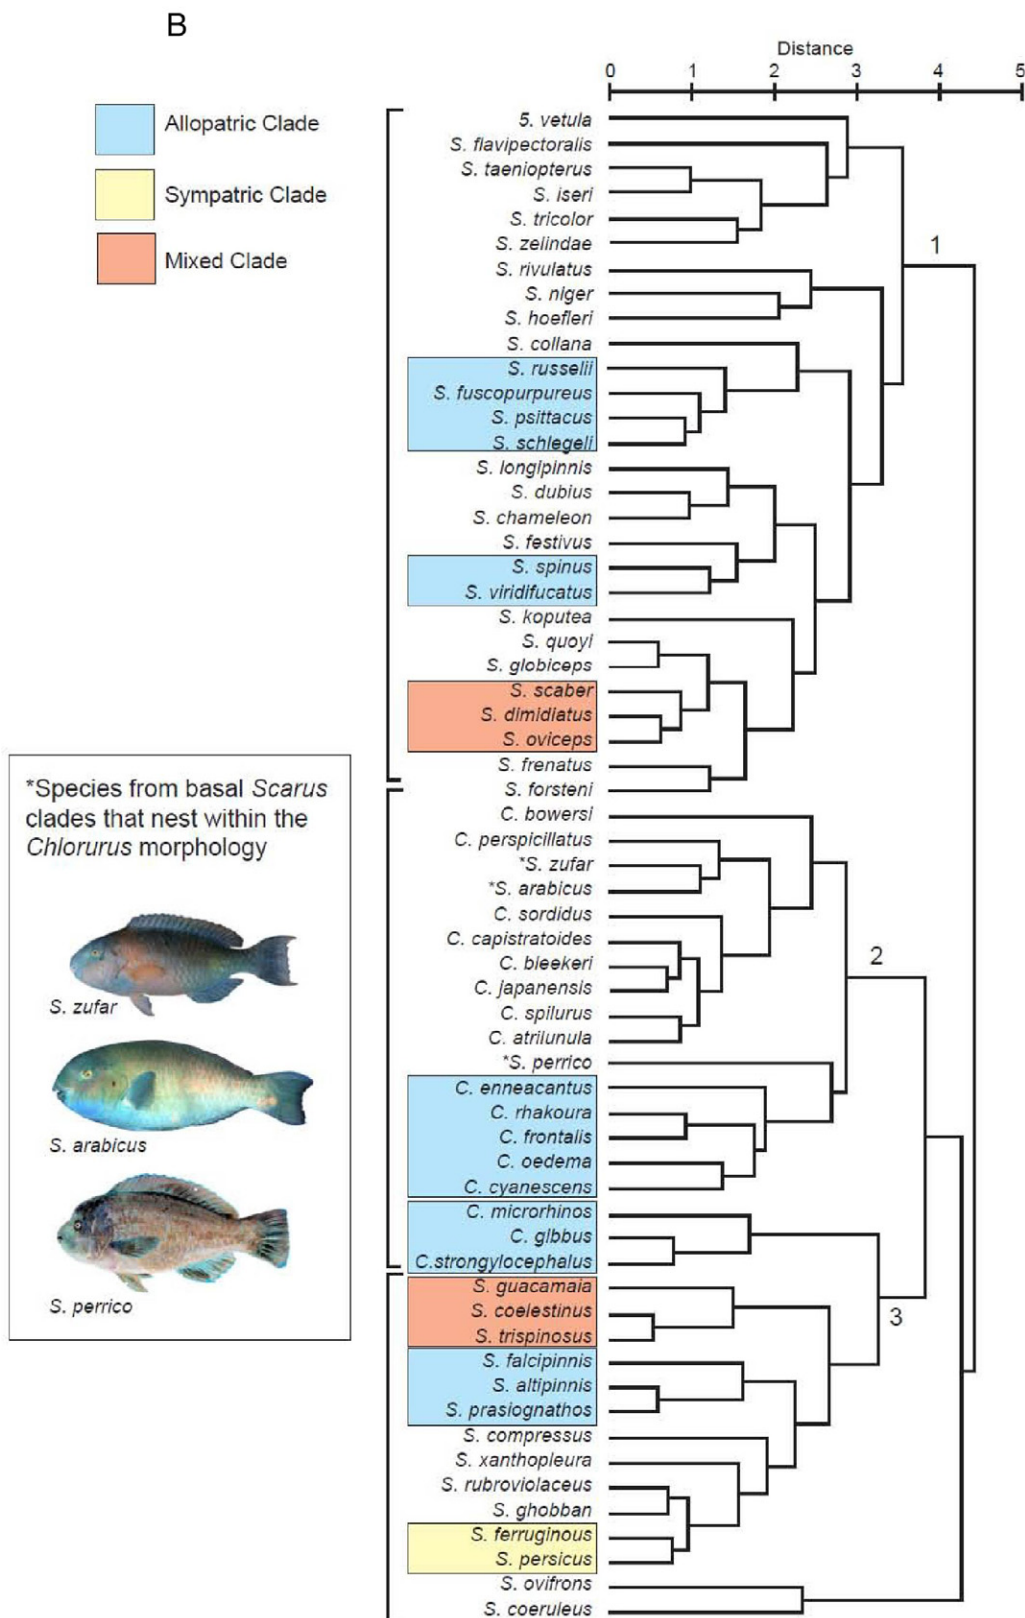 B
Distance
0 1 2 3 4 5
Allopatric Clade
Sympatric Clade
Mixed Clade
5. vetula
S. flavipectoralis
S. taeniopterus
S. iseri
S. tricolor
S. zelindae
S. rivulatus
S. niger
S. hoefleri
S. collana
S. russelii
S. fuscopurpureus
S. psittacus
S. schlegeli
S. longipinnis
S. dubius
S. chameleon
S. festivus
S. spinus
S. viridifucatus
S. koputea
S. quoyi
S. globiceps
S. scaber
S. dimidiatus
S. oviceps
S. frenatus
S. forsteni
C. bowersi
C. perspicillatus
*S. zufar
*S. arabicus
C. sordidus
C. capistratoides
C. bleekeri
C. japanensis
C. spilurus
C. atrilunula
*S. perrico
C. enneacantus
C. rhakoura
C. frontalis
C. oedema
C. cyanescens
C. microrhinos
C. gibbus
C.strongylocephalus
S. guacamaia
S. coelestinus
S. trispinosus
S. falcipinnis
S. altipinnis
S. prasiognathos
S. compressus
S. xanthopleura
S. rubroviolaceus
S. ghobban
S. ferruginous
S. persicus
S. ovifrons
S. coeruleus
1
2
3
*Species from basal Scarus
clades that nest within the
Chlorurus morphology
S. zufar
S. arabicus
S. perrico